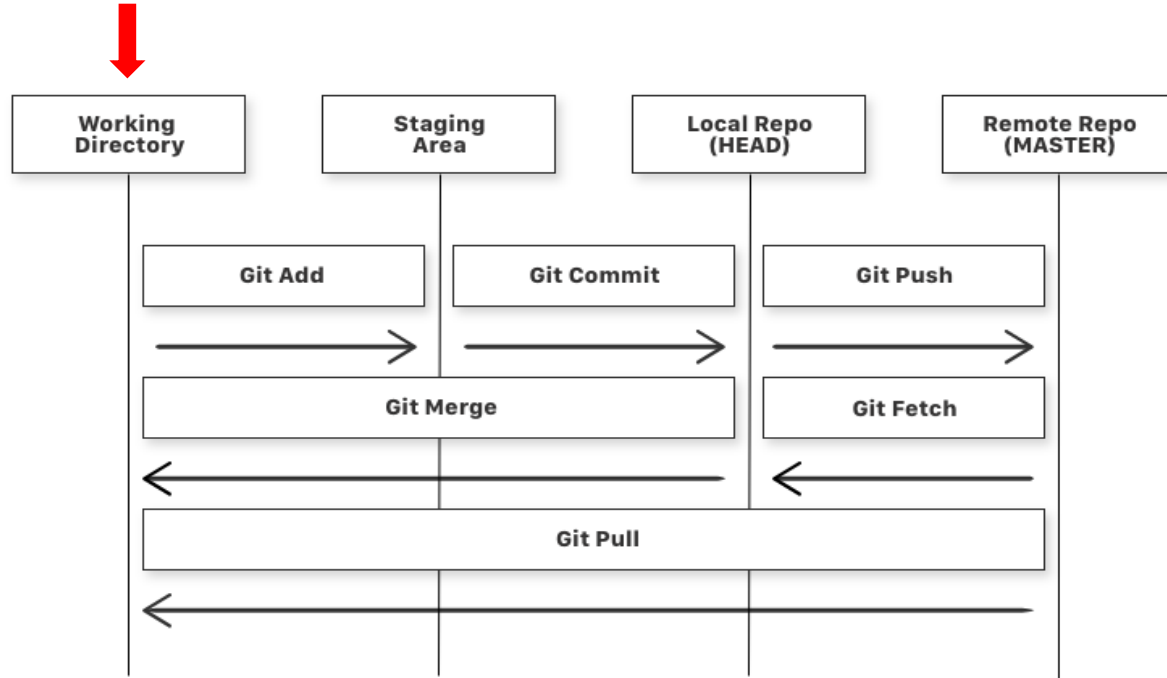 Working
Directory
Staging
Area
Local Repo
(HEAD)
Remote Repo
(MASTER)
Git Add
Git Commit
Git Push
Git Merge
Git Fetch
Git Pull